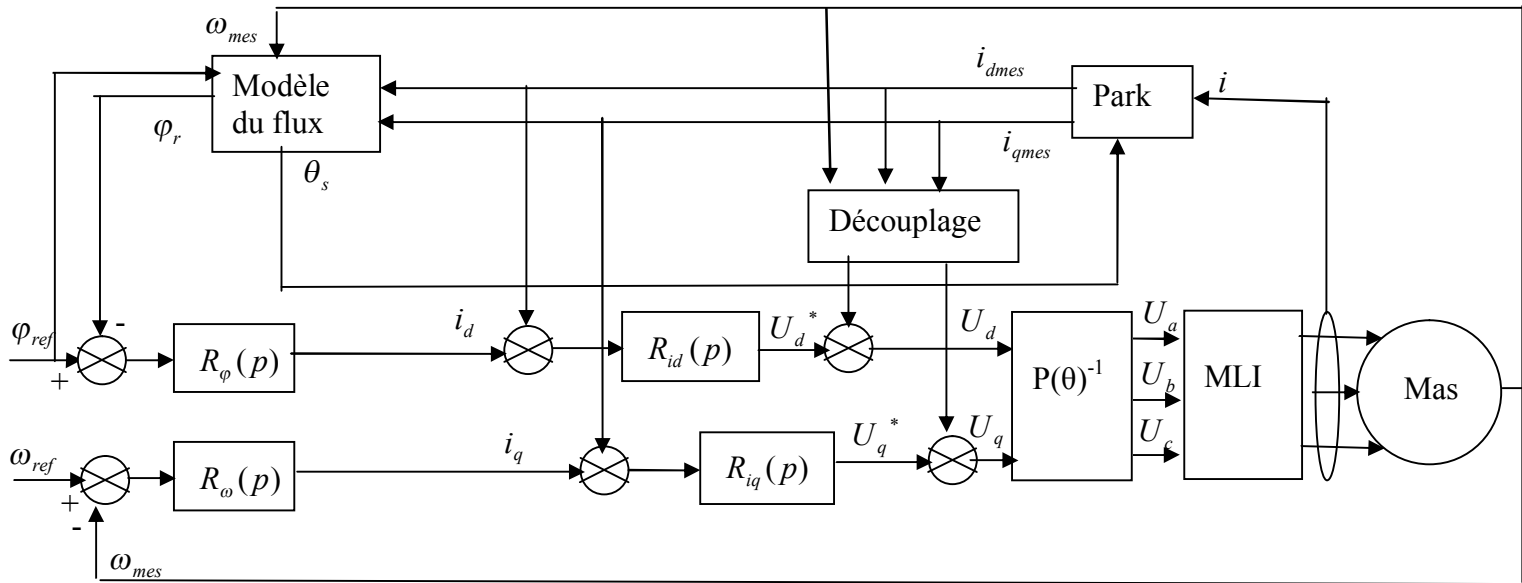 ω_mes
Modèle
du flux
φ_r
θ_s
i_dmes
i_qmes
Park
i
Découplage
φ_ref
+
-
R_φ(p)
i_d
R_id(p)
U_d*
U_d
P(θ)⁻¹
U_a
U_b
U_c
MLI
Mas
ω_ref
+
-
R_ω(p)
i_q
R_iq(p)
U_q*
U_q
ω_mes